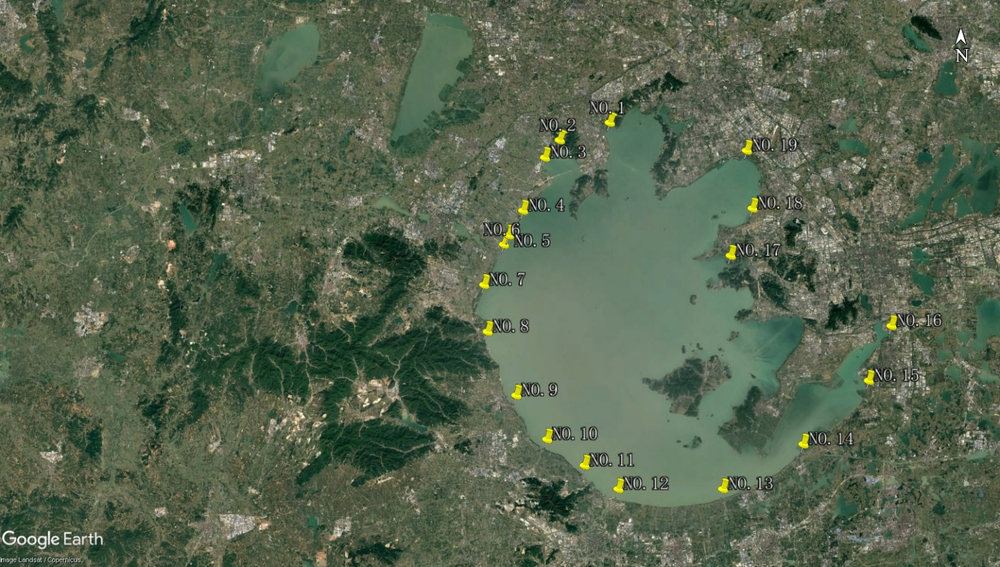 N
NO. 1
NO. 2
NO. 3
NO. 19
NO. 4
NO. 18
NO. 6
NO. 5
NO. 17
NO. 7
NO. 8
NO. 16
NO. 15
NO. 9
NO. 10
NO. 14
NO. 11
NO. 12
NO. 13
Google Earth
Image Landsat / Copernicus